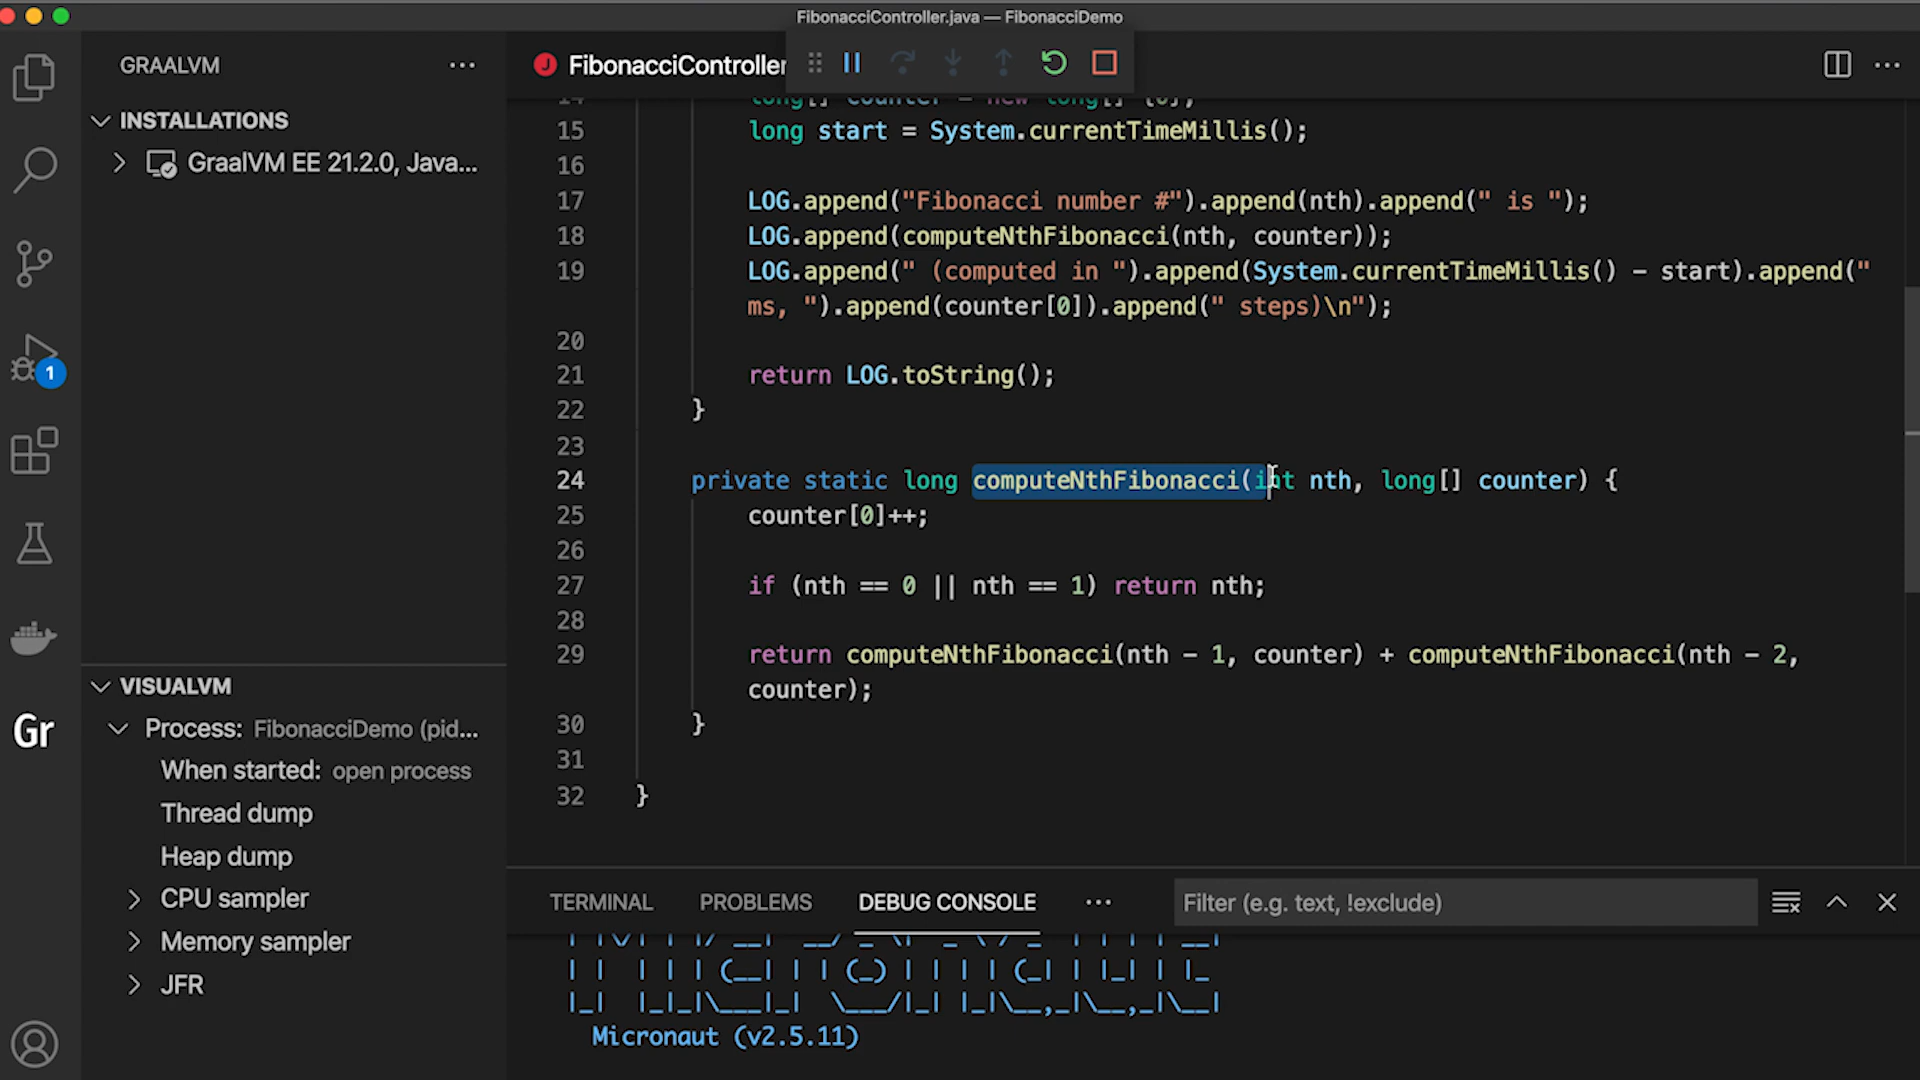 FibonacciController.java — FibonacciDemo
GRAALVM
INSTALLATIONS
GraalVM EE 21.2.0, Java...
1
VISUALVM
Process: FibonacciDemo (pid...
When started: open process
Thread dump
Heap dump
CPU sampler
Memory sampler
JFR
Gr
J FibonacciController
14 long[] counter = new long[] {0};
15 long start = System.currentTimeMillis();
16
17 LOG.append("Fibonacci number #").append(nth).append(" is ");
18 LOG.append(computeNthFibonacci(nth, counter));
19 LOG.append(" (computed in ").append(System.currentTimeMillis() - start).append("
ms, ").append(counter[0]).append(" steps)\n");
20
21 return LOG.toString();
22 }
23
24 private static long computeNthFibonacci(int nth, long[] counter) {
25 counter[0]++;
26
27 if (nth == 0 || nth == 1) return nth;
28
29 return computeNthFibonacci(nth - 1, counter) + computeNthFibonacci(nth - 2,
counter);
30 }
31
32 }
TERMINAL PROBLEMS DEBUG CONSOLE
Filter (e.g. text, !exclude)
Micronaut (v2.5.11)